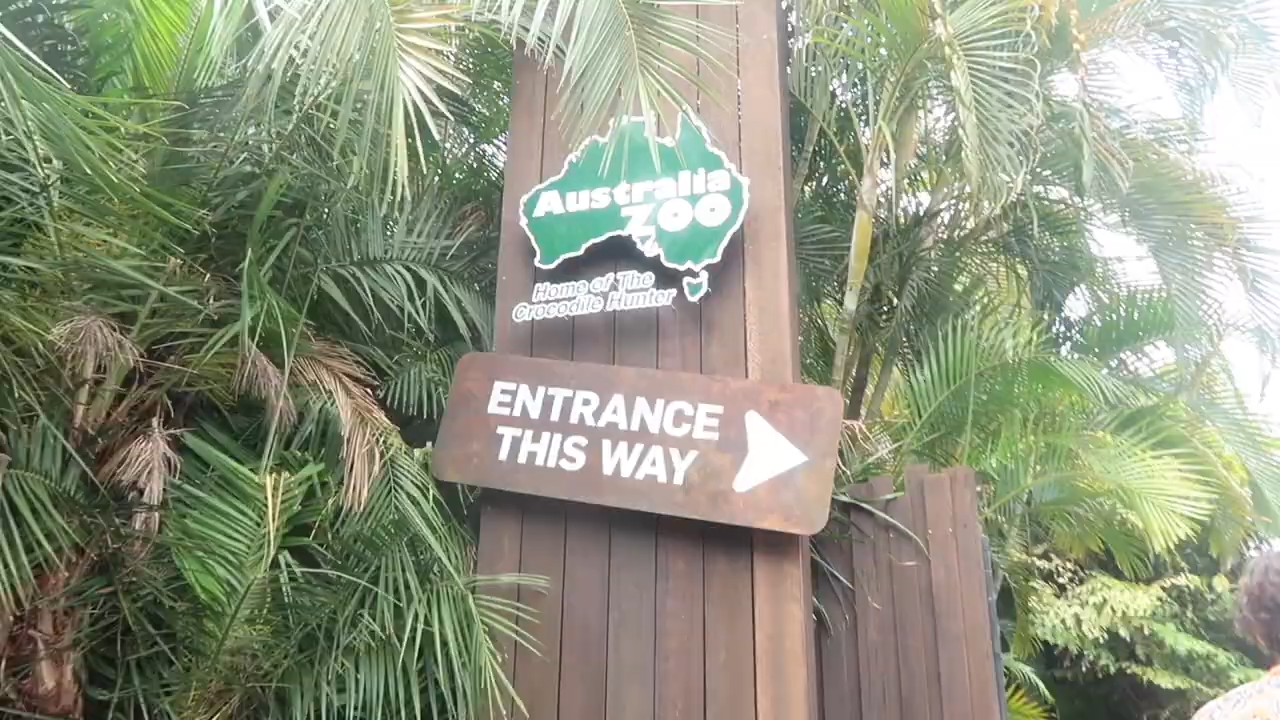 Australia
ZOO
Home of The
Crocodile Hunter
ENTRANCE
THIS WAY